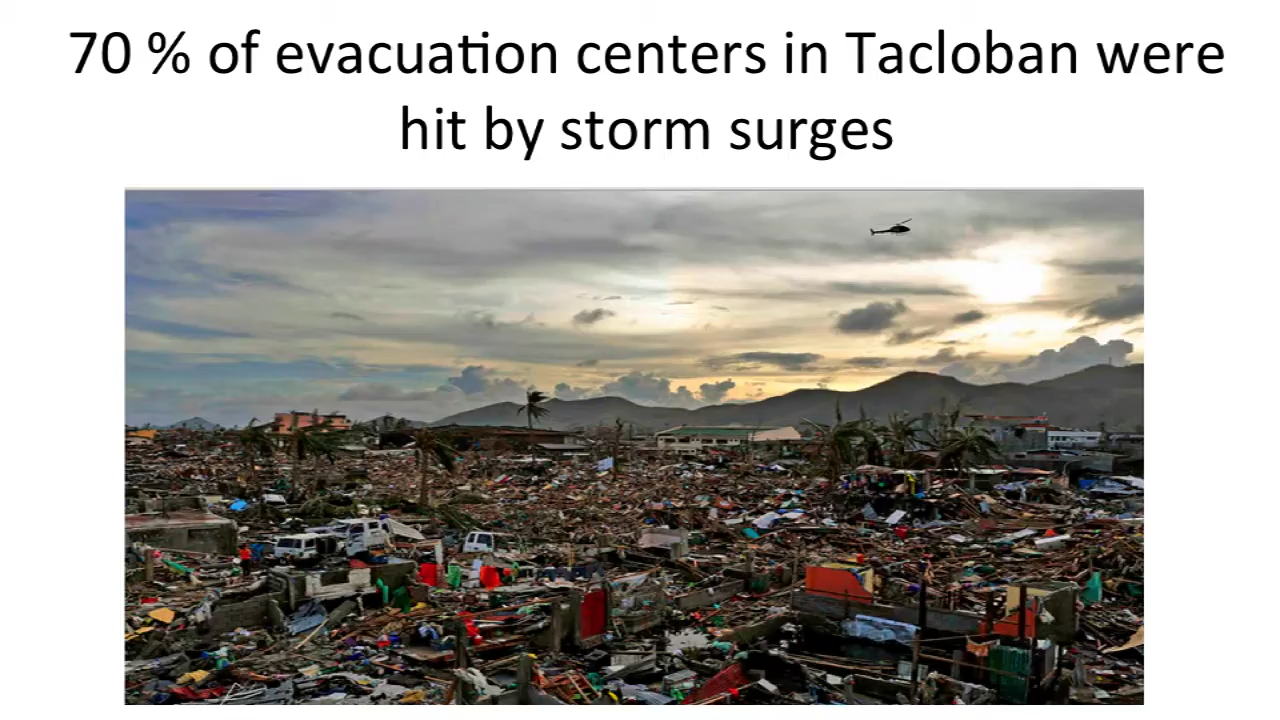 70 % of evacuation centers in Tacloban were
hit by storm surges